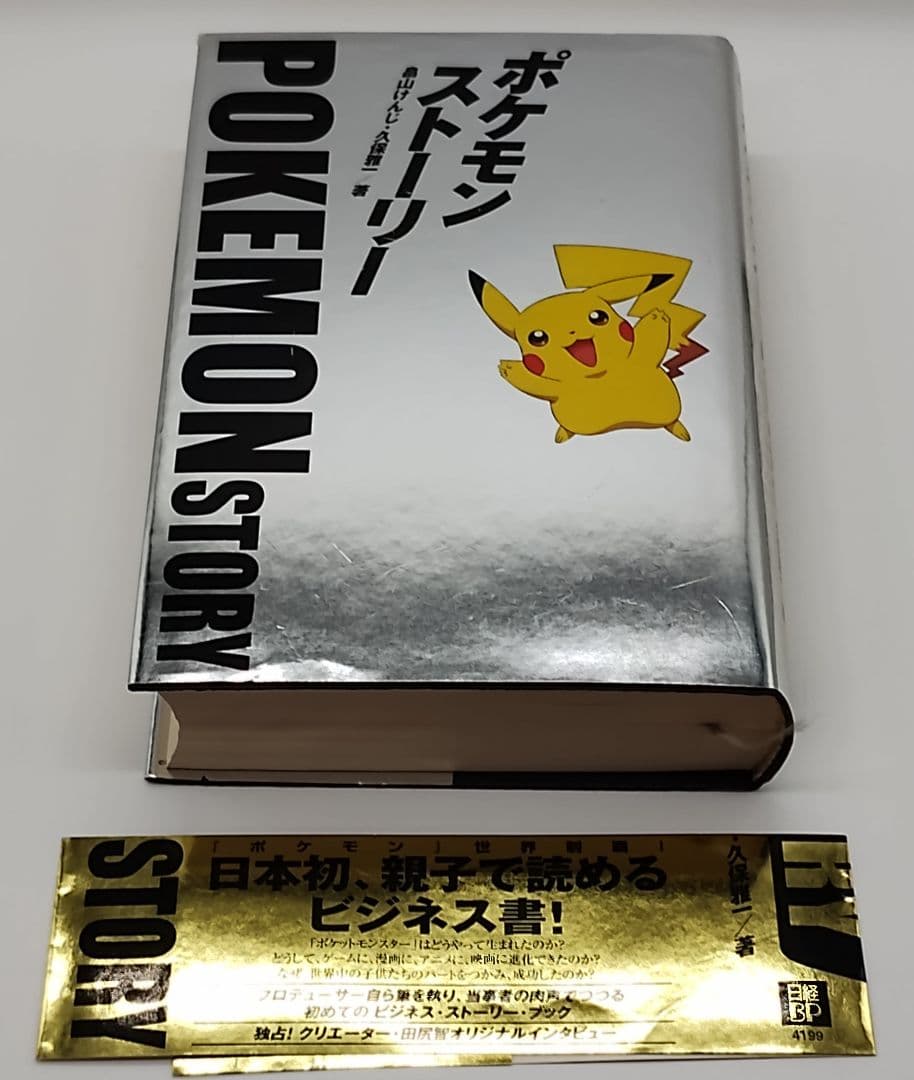 POKEMON STORY
ポケモン
ストーリー
畠山けんじ・久保雅一/著
STORY
「ポケモン」世界制覇!
日本初、親子で読める
ビジネス書!
「ポケットモンスター」はどうやって生まれたのか?
どうして、ゲームに、漫画に、アニメに、映画に進化できたのか?
なぜ、世界中の子供たちのハートをつかみ、成功したのか?
プロデューサー自ら筆を執り、当事者の肉声でつづる
初めてのビジネス・ストーリー・ブック
独占!クリエーター・田尻智オリジナルインタビュー
・久保雅一/著
日経
BP
4199